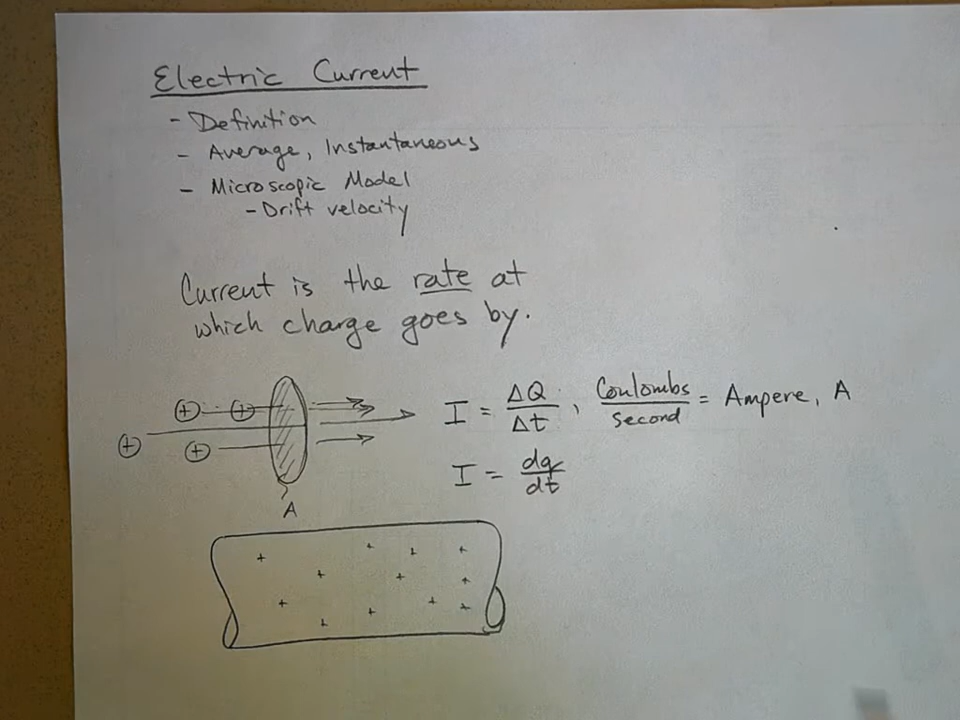 Electric Current
- Definition
- Average, Instantaneous
- Microscopic Model
- Drift velocity
Current is the rate at
which charge goes by.
I = ΔQ/Δt, Coulombs/second = Ampere, A
I = dq/dt
+ + + +
A
+ + + + + + + + + + + +